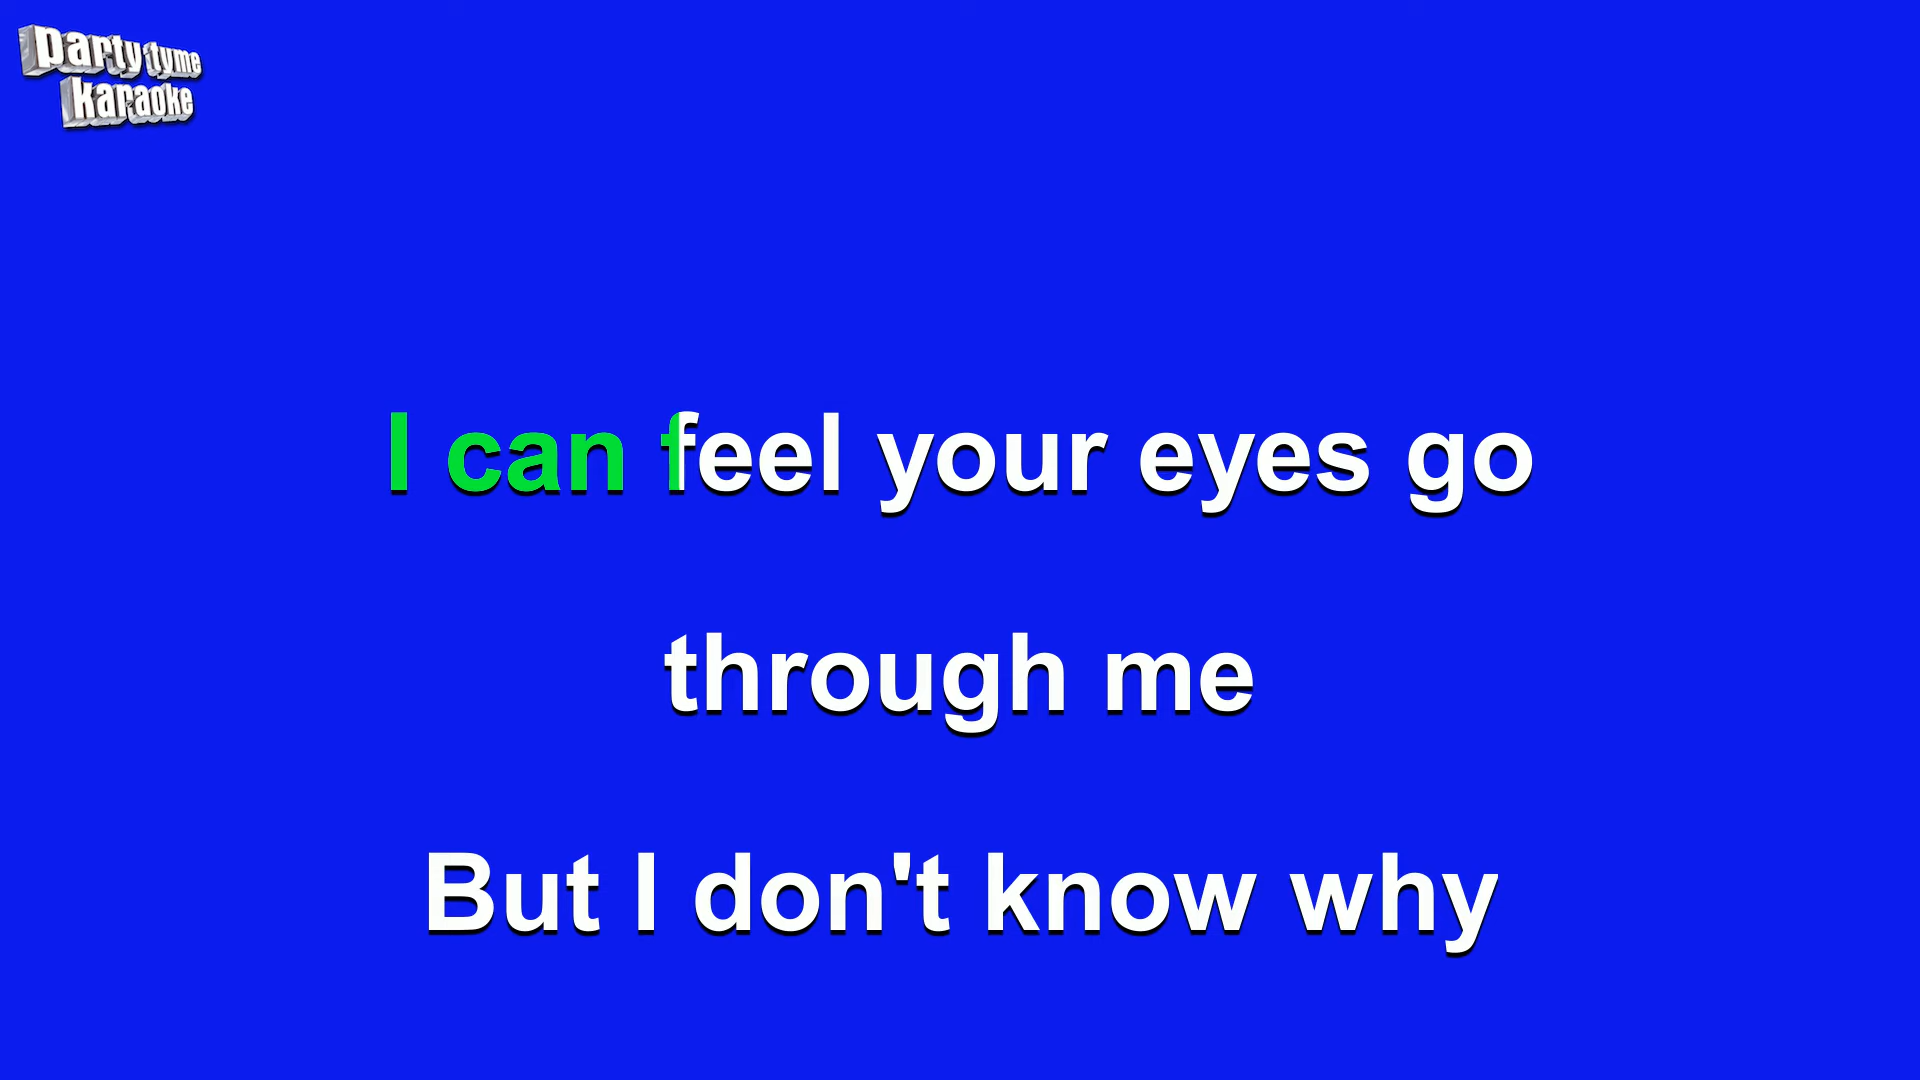 party tyme
karaoke
I can feel your eyes go
through me
But I don't know why